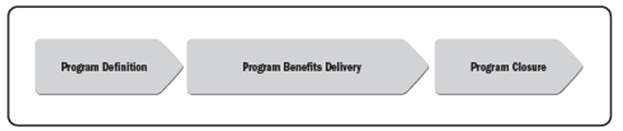 Program Definition
Program Benefits Delivery
Program Closure